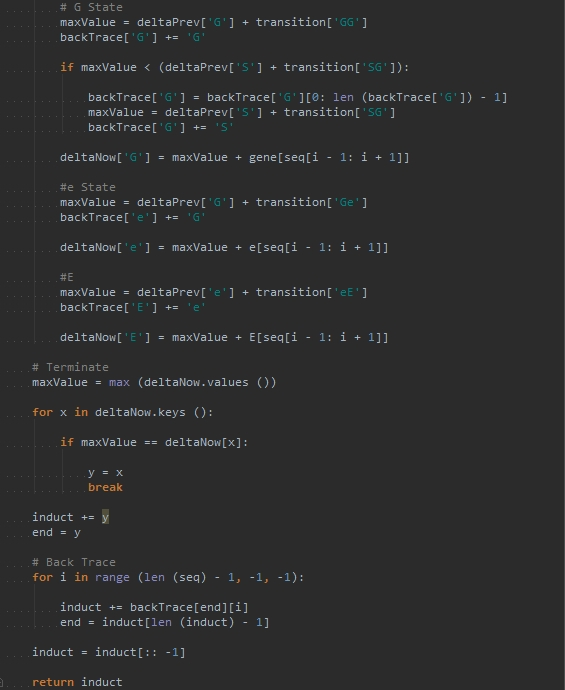 # G State
maxValue = deltaPrev['G'] + transition['GG']
backTrace['G'] += 'G'
if maxValue < (deltaPrev['S'] + transition['SG']):
backTrace['G'] = backTrace['G'][0: len (backTrace['G']) - 1]
maxValue = deltaPrev['S'] + transition['SG']
backTrace['G'] += 'S'
deltaNow['G'] = maxValue + gene[seq[i - 1: i + 1]]
#e State
maxValue = deltaPrev['G'] + transition['Ge']
backTrace['e'] += 'G'
deltaNow['e'] = maxValue + e[seq[i - 1: i + 1]]
#E
maxValue = deltaPrev['e'] + transition['eE']
backTrace['E'] += 'e'
deltaNow['E'] = maxValue + E[seq[i - 1: i + 1]]
# Terminate
maxValue = max (deltaNow.values ())
for x in deltaNow.keys ():
if maxValue == deltaNow[x]:
y = x
break
induct += y
end = y
# Back Trace
for i in range (len (seq) - 1, -1, -1):
induct += backTrace[end][i]
end = induct[len (induct) - 1]
induct = induct[:: -1]
return induct